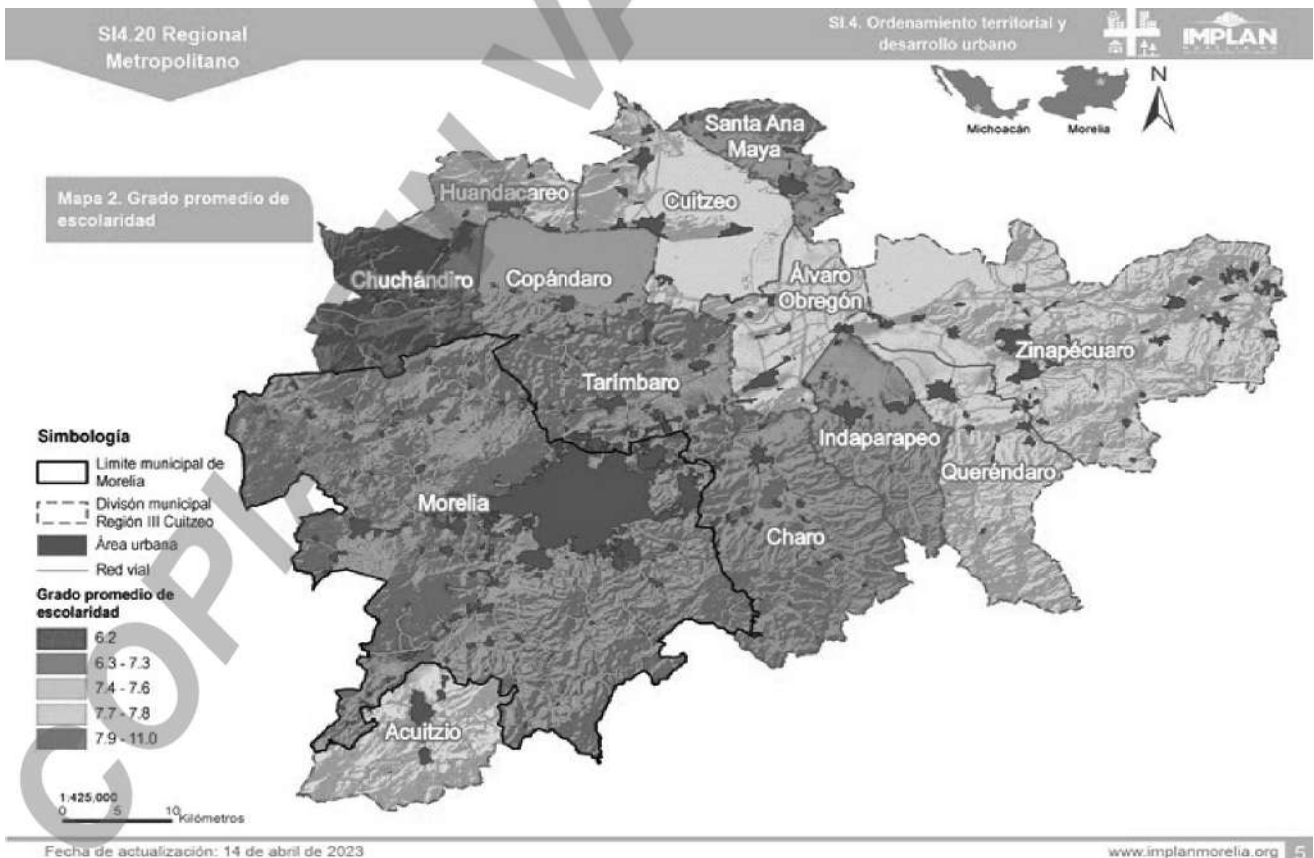 SI4.20 Regional
Metropolitano
SI.4. Ordenamiento territorial y
desarrollo urbano
IMPLAN
Michoacán
Morelia
N
Mapa 2. Grado promedio de
escolaridad
Santa Ana
Maya
Huandacareo
Cuitzeo
Chuchándiro
Copándaro
Álvaro
Obregón
Zinapécuaro
Tarímbaro
Indaparapeo
Queréndaro
Morelia
Charo
Acuitzio
Simbología
Limite municipal de
Morelia
Divisón municipal
Región III Cuitzeo
Área urbana
Red vial
Grado promedio de
escolaridad
6.2
6.3 - 7.3
7.4 - 7.6
7.7 - 7.8
7.9 - 11.0
1:425,000
0 5 10
Kilómetros
Fecha de actualización: 14 de abril de 2023
www.implanmorelia.org 5